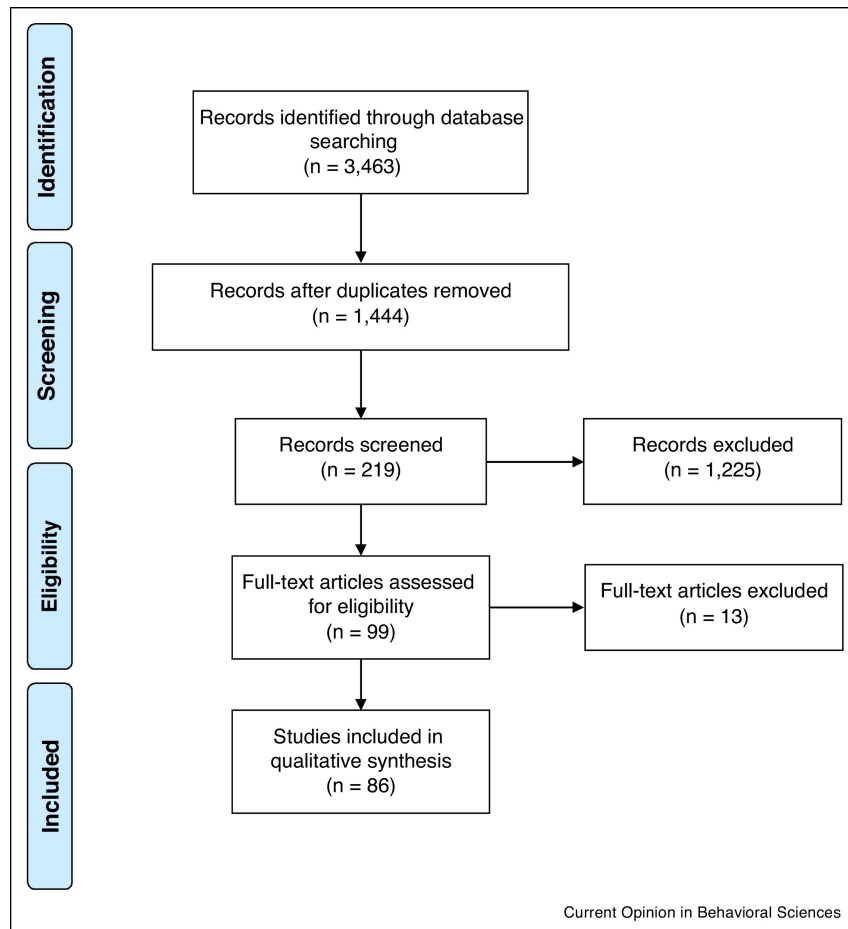 Identification
Records identified through database
searching
(n = 3,463)
Screening
Records after duplicates removed
(n = 1,444)
Records screened
(n = 219)
Records excluded
(n = 1,225)
Eligibility
Full-text articles assessed
for eligibility
(n = 99)
Full-text articles excluded
(n = 13)
Included
Studies included in
qualitative synthesis
(n = 86)
Current Opinion in Behavioral Sciences